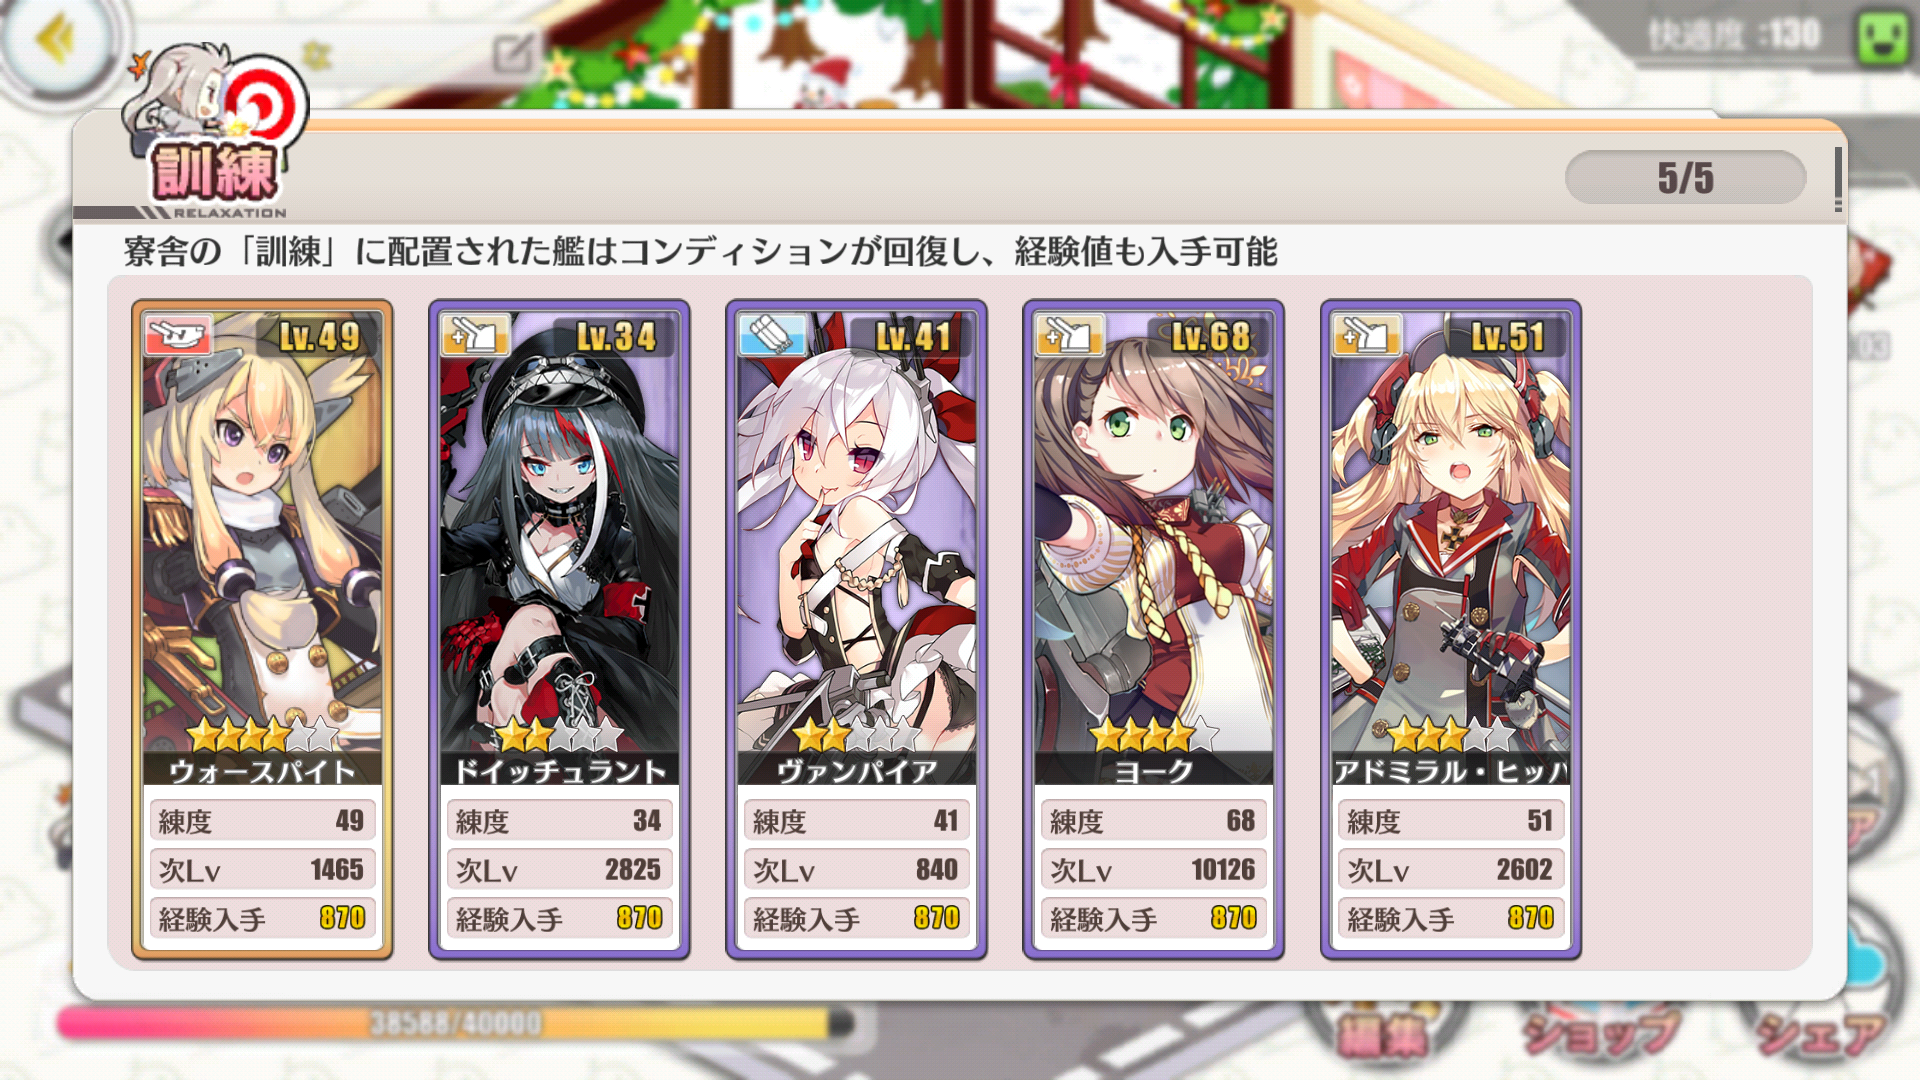 快適度 :130
訓練
RELAXATION
5/5
寮舎の「訓練」に配置された艦はコンディションが回復し、経験値も入手可能
Lv.49
Lv.34
Lv.41
Lv.68
Lv.51
ウォースパイト
ドイッチュラント
ヴァンパイア
ヨーク
アドミラル・ヒッパ
練度 49
練度 34
練度 41
練度 68
練度 51
次Lv 1465
次Lv 2825
次Lv 840
次Lv 10126
次Lv 2602
経験入手 870
経験入手 870
経験入手 870
経験入手 870
経験入手 870
38588/40000
編集
ショップ
シェア